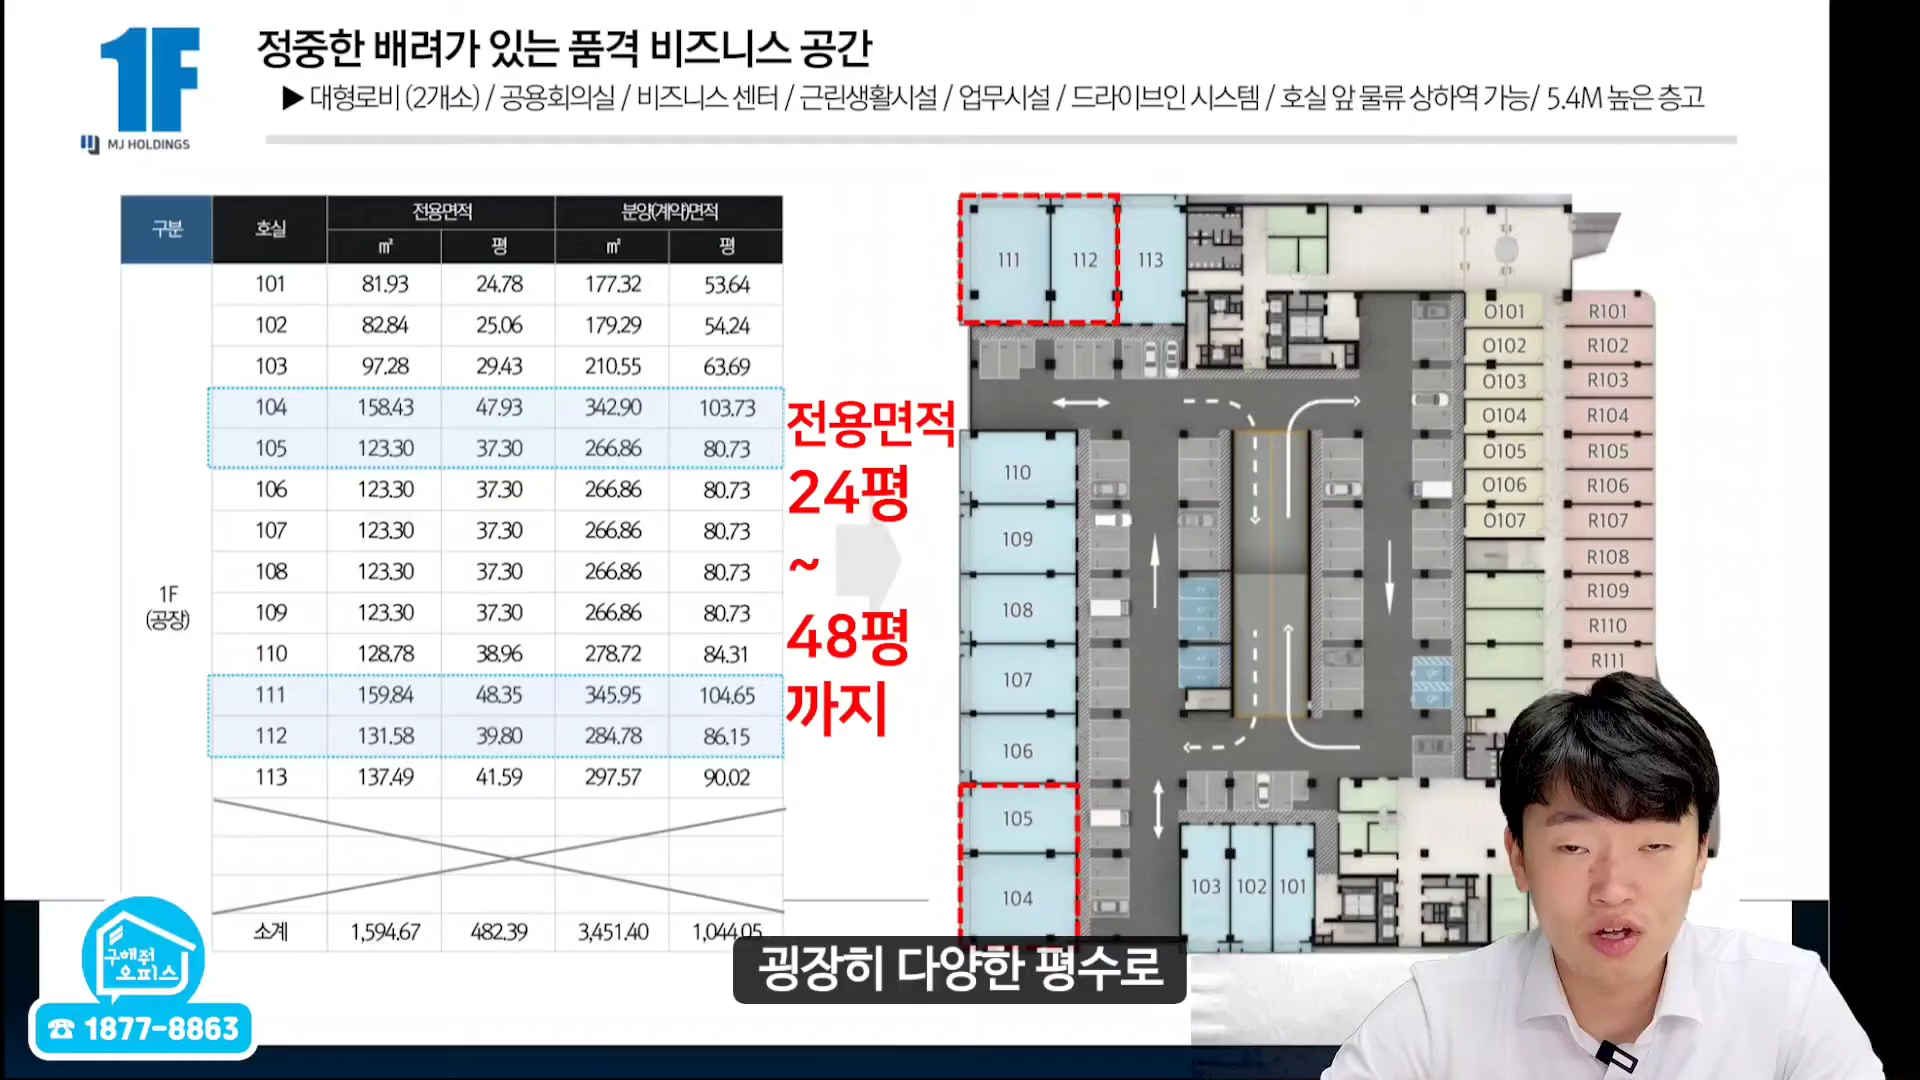 1F
MJ HOLDINGS
정중한 배려가 있는 품격 비즈니스 공간
▶ 대형로비 (2개소) / 공용회의실 / 비즈니스 센터 / 근린생활시설 / 업무시설 / 드라이브인 시스템 / 호실 앞 물류 상하역 가능/ 5.4M 높은 층고
구분 호실 전용면적 분양(계약)면적
㎡ 평 ㎡ 평
1F
(공장)
101 81.93 24.78 177.32 53.64
102 82.84 25.06 179.29 54.24
103 97.28 29.43 210.55 63.69
104 158.43 47.93 342.90 103.73
105 123.30 37.30 266.86 80.73
106 123.30 37.30 266.86 80.73
107 123.30 37.30 266.86 80.73
108 123.30 37.30 266.86 80.73
109 123.30 37.30 266.86 80.73
110 128.78 38.96 278.72 84.31
111 159.84 48.35 345.95 104.65
112 131.58 39.80 284.78 86.15
113 137.49 41.59 297.57 90.02
소계 1,594.67 482.39 3,451.40 1,044.05
전용면적
24평
~
48평
까지
111 112 113
110
109
108
107
106
105
104
103 102 101
O101
O102
O103
O104
O105
O106
O107
R101
R102
R103
R104
R105
R106
R107
R108
R109
R110
R111
굉장히 다양한 평수로
구해줘
오피스
☎ 1877-8863